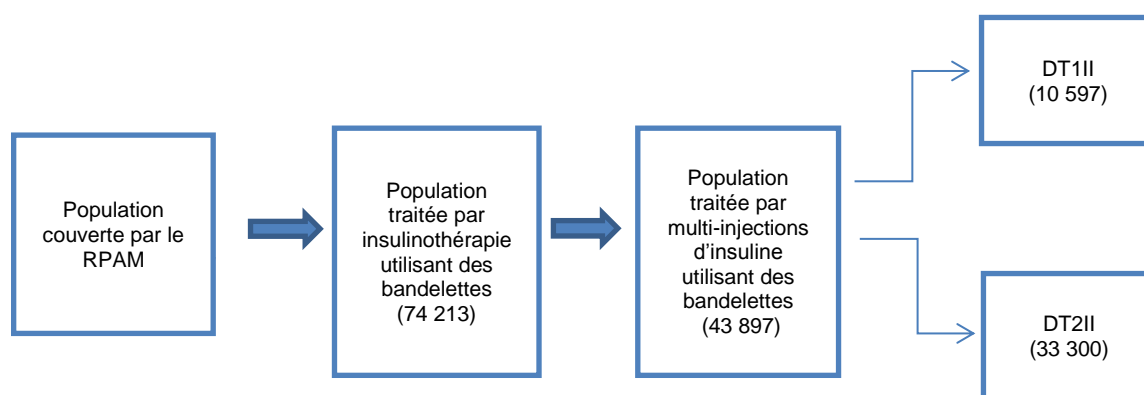 Population
couverte par le
RPAM
Population
traitée par
insulinothérapie
utilisant des
bandelettes
(74 213)
Population
traitée par
multi-injections
d'insuline
utilisant des
bandelettes
(43 897)
DT1II
(10 597)
DT2II
(33 300)